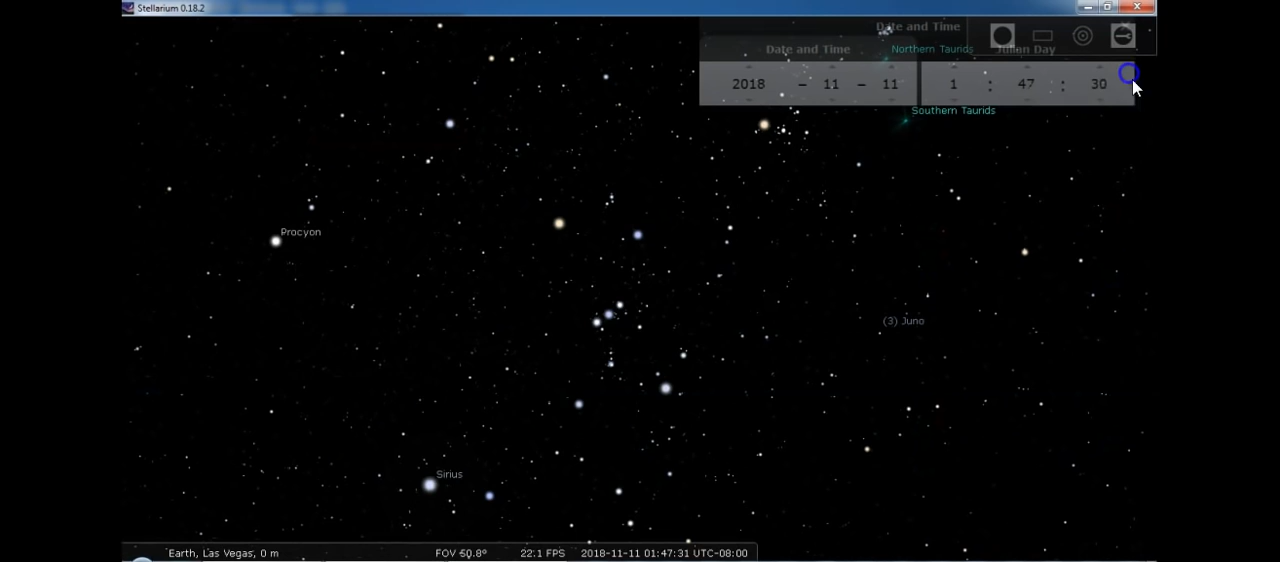 Stellarium 0.18.2
Date and Time
Date and Time
Northern Taurids
Julian Day
2018 – 11 – 11 1 : 47 : 30
Southern Taurids
Procyon
(3) Juno
Sirius
Earth, Las Vegas, 0 m FOV 50.8° 22.1 FPS 2018-11-11 01:47:31 UTC-08:00